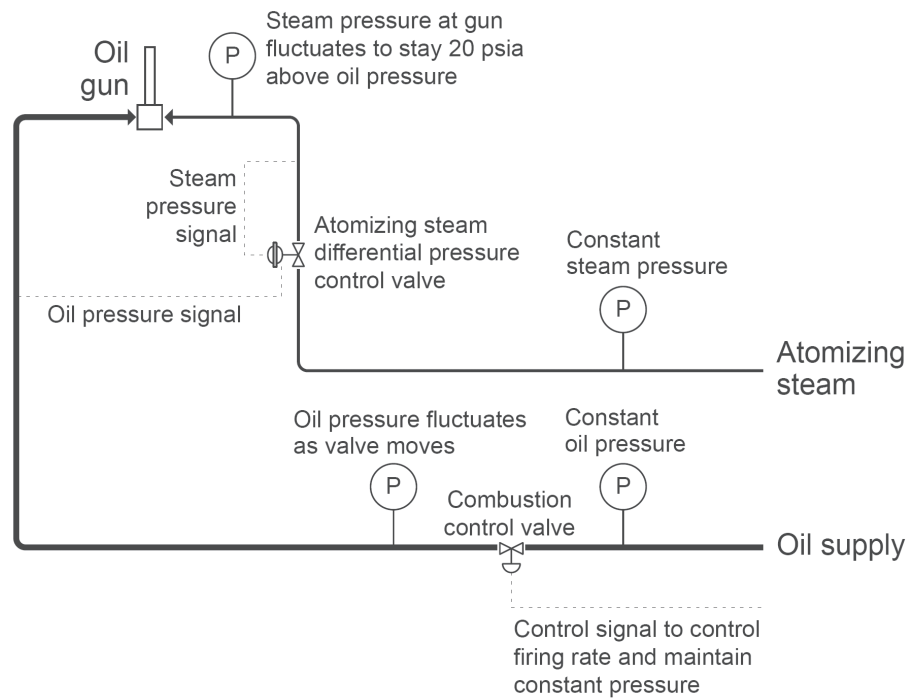 Steam pressure at gun
fluctuates to stay 20 psia
above oil pressure
Oil
gun
P
Steam
pressure
signal
Atomizing steam
differential pressure
control valve
Constant
steam pressure
P
Oil pressure signal
Atomizing
steam
Oil pressure fluctuates
as valve moves
Constant
oil pressure
P
P
Combustion
control valve
Oil supply
Control signal to control
firing rate and maintain
constant pressure